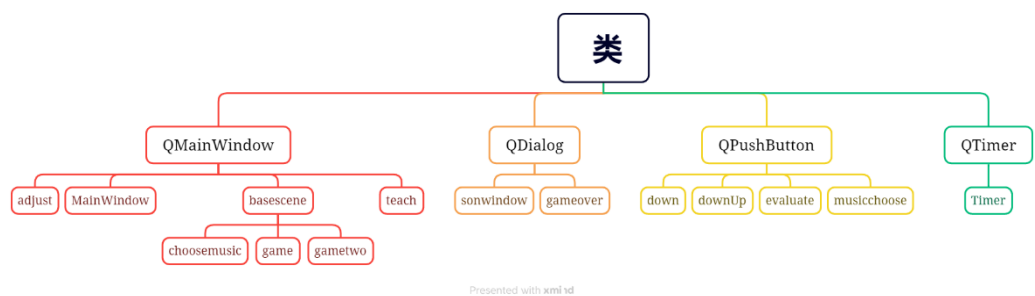 类
QMainWindow
QDialog
QPushButton
QTimer
adjust
MainWindow
basescene
teach
sonwindow
gameover
down
downUp
evaluate
musicchoose
Timer
choosemusic
game
gametwo
Presented with xmind